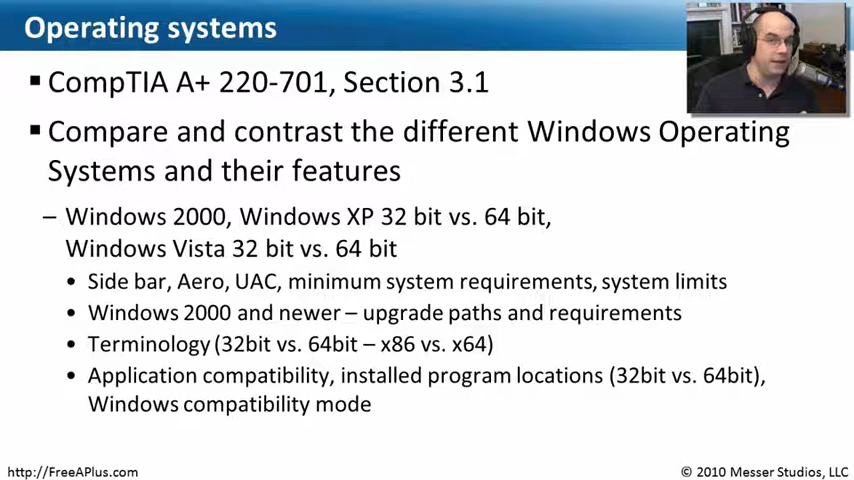 Operating systems
▪ CompTIA A+ 220-701, Section 3.1
▪ Compare and contrast the different Windows Operating
Systems and their features
– Windows 2000, Windows XP 32 bit vs. 64 bit,
Windows Vista 32 bit vs. 64 bit
• Side bar, Aero, UAC, minimum system requirements, system limits
• Windows 2000 and newer – upgrade paths and requirements
• Terminology (32bit vs. 64bit – x86 vs. x64)
• Application compatibility, installed program locations (32bit vs. 64bit),
Windows compatibility mode
http://FreeAPlus.com
© 2010 Messer Studios, LLC